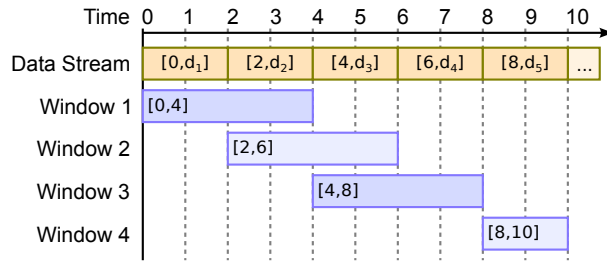 Time 0 1 2 3 4 5 6 7 8 9 10
Data Stream [0,d₁] [2,d₂] [4,d₃] [6,d₄] [8,d₅] ...
Window 1 [0,4]
Window 2 [2,6]
Window 3 [4,8]
Window 4 [8,10]